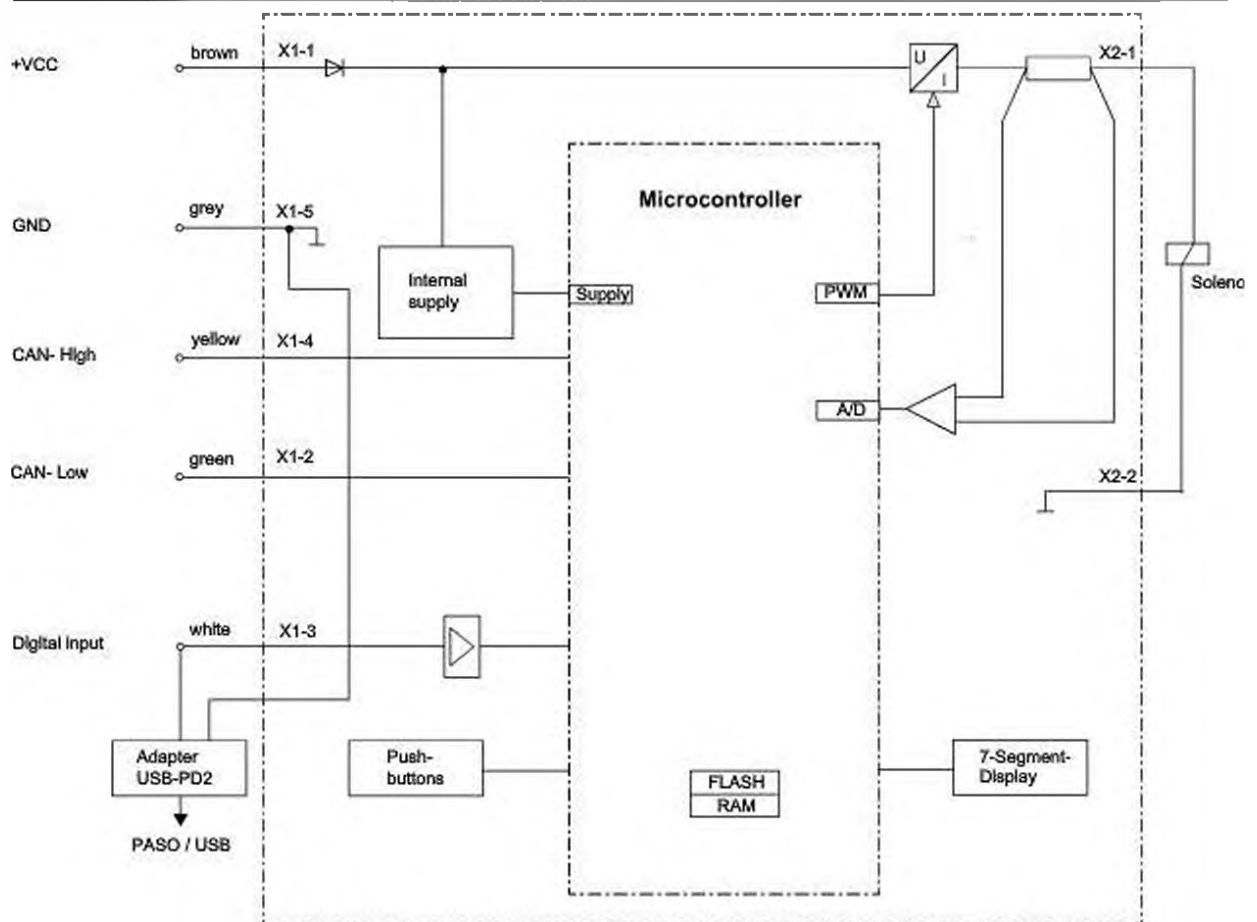 +VCC
brown
X1-1
U
I
X2-1
Microcontroller
GND
grey
X1-5
Internal
supply
Supply
PWM
Soleno
CAN- High
yellow
X1-4
A/D
CAN- Low
green
X1-2
X2-2
Digital input
white
X1-3
Adapter
USB-PD2
Push-
buttons
FLASH
RAM
7-Segment-
Display
PASO / USB